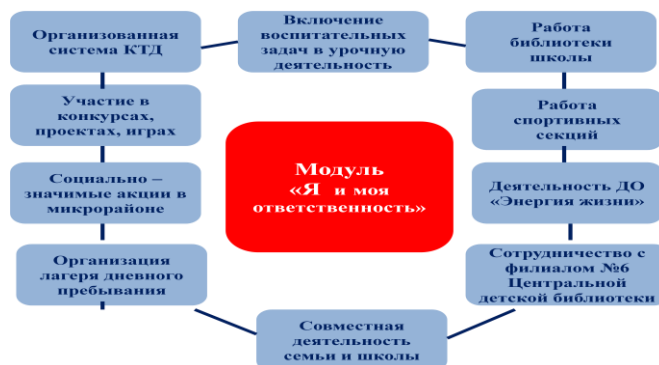 Организованная
система КТД
Включение
воспитательных
задач в урочную
деятельность
Работа
библиотеки
школы
Участие в
конкурсах,
проектах, играх
Работа
спортивных
секций
Модуль
«Я и моя
ответственность»
Социально –
значимые акции в
микрорайоне
Деятельность ДО
«Энергия жизни»
Организация
лагеря дневного
пребывания
Сотрудничество с
филиалом №6
Центральной
детской библиотеки
Совместная
деятельность
семьи и школы